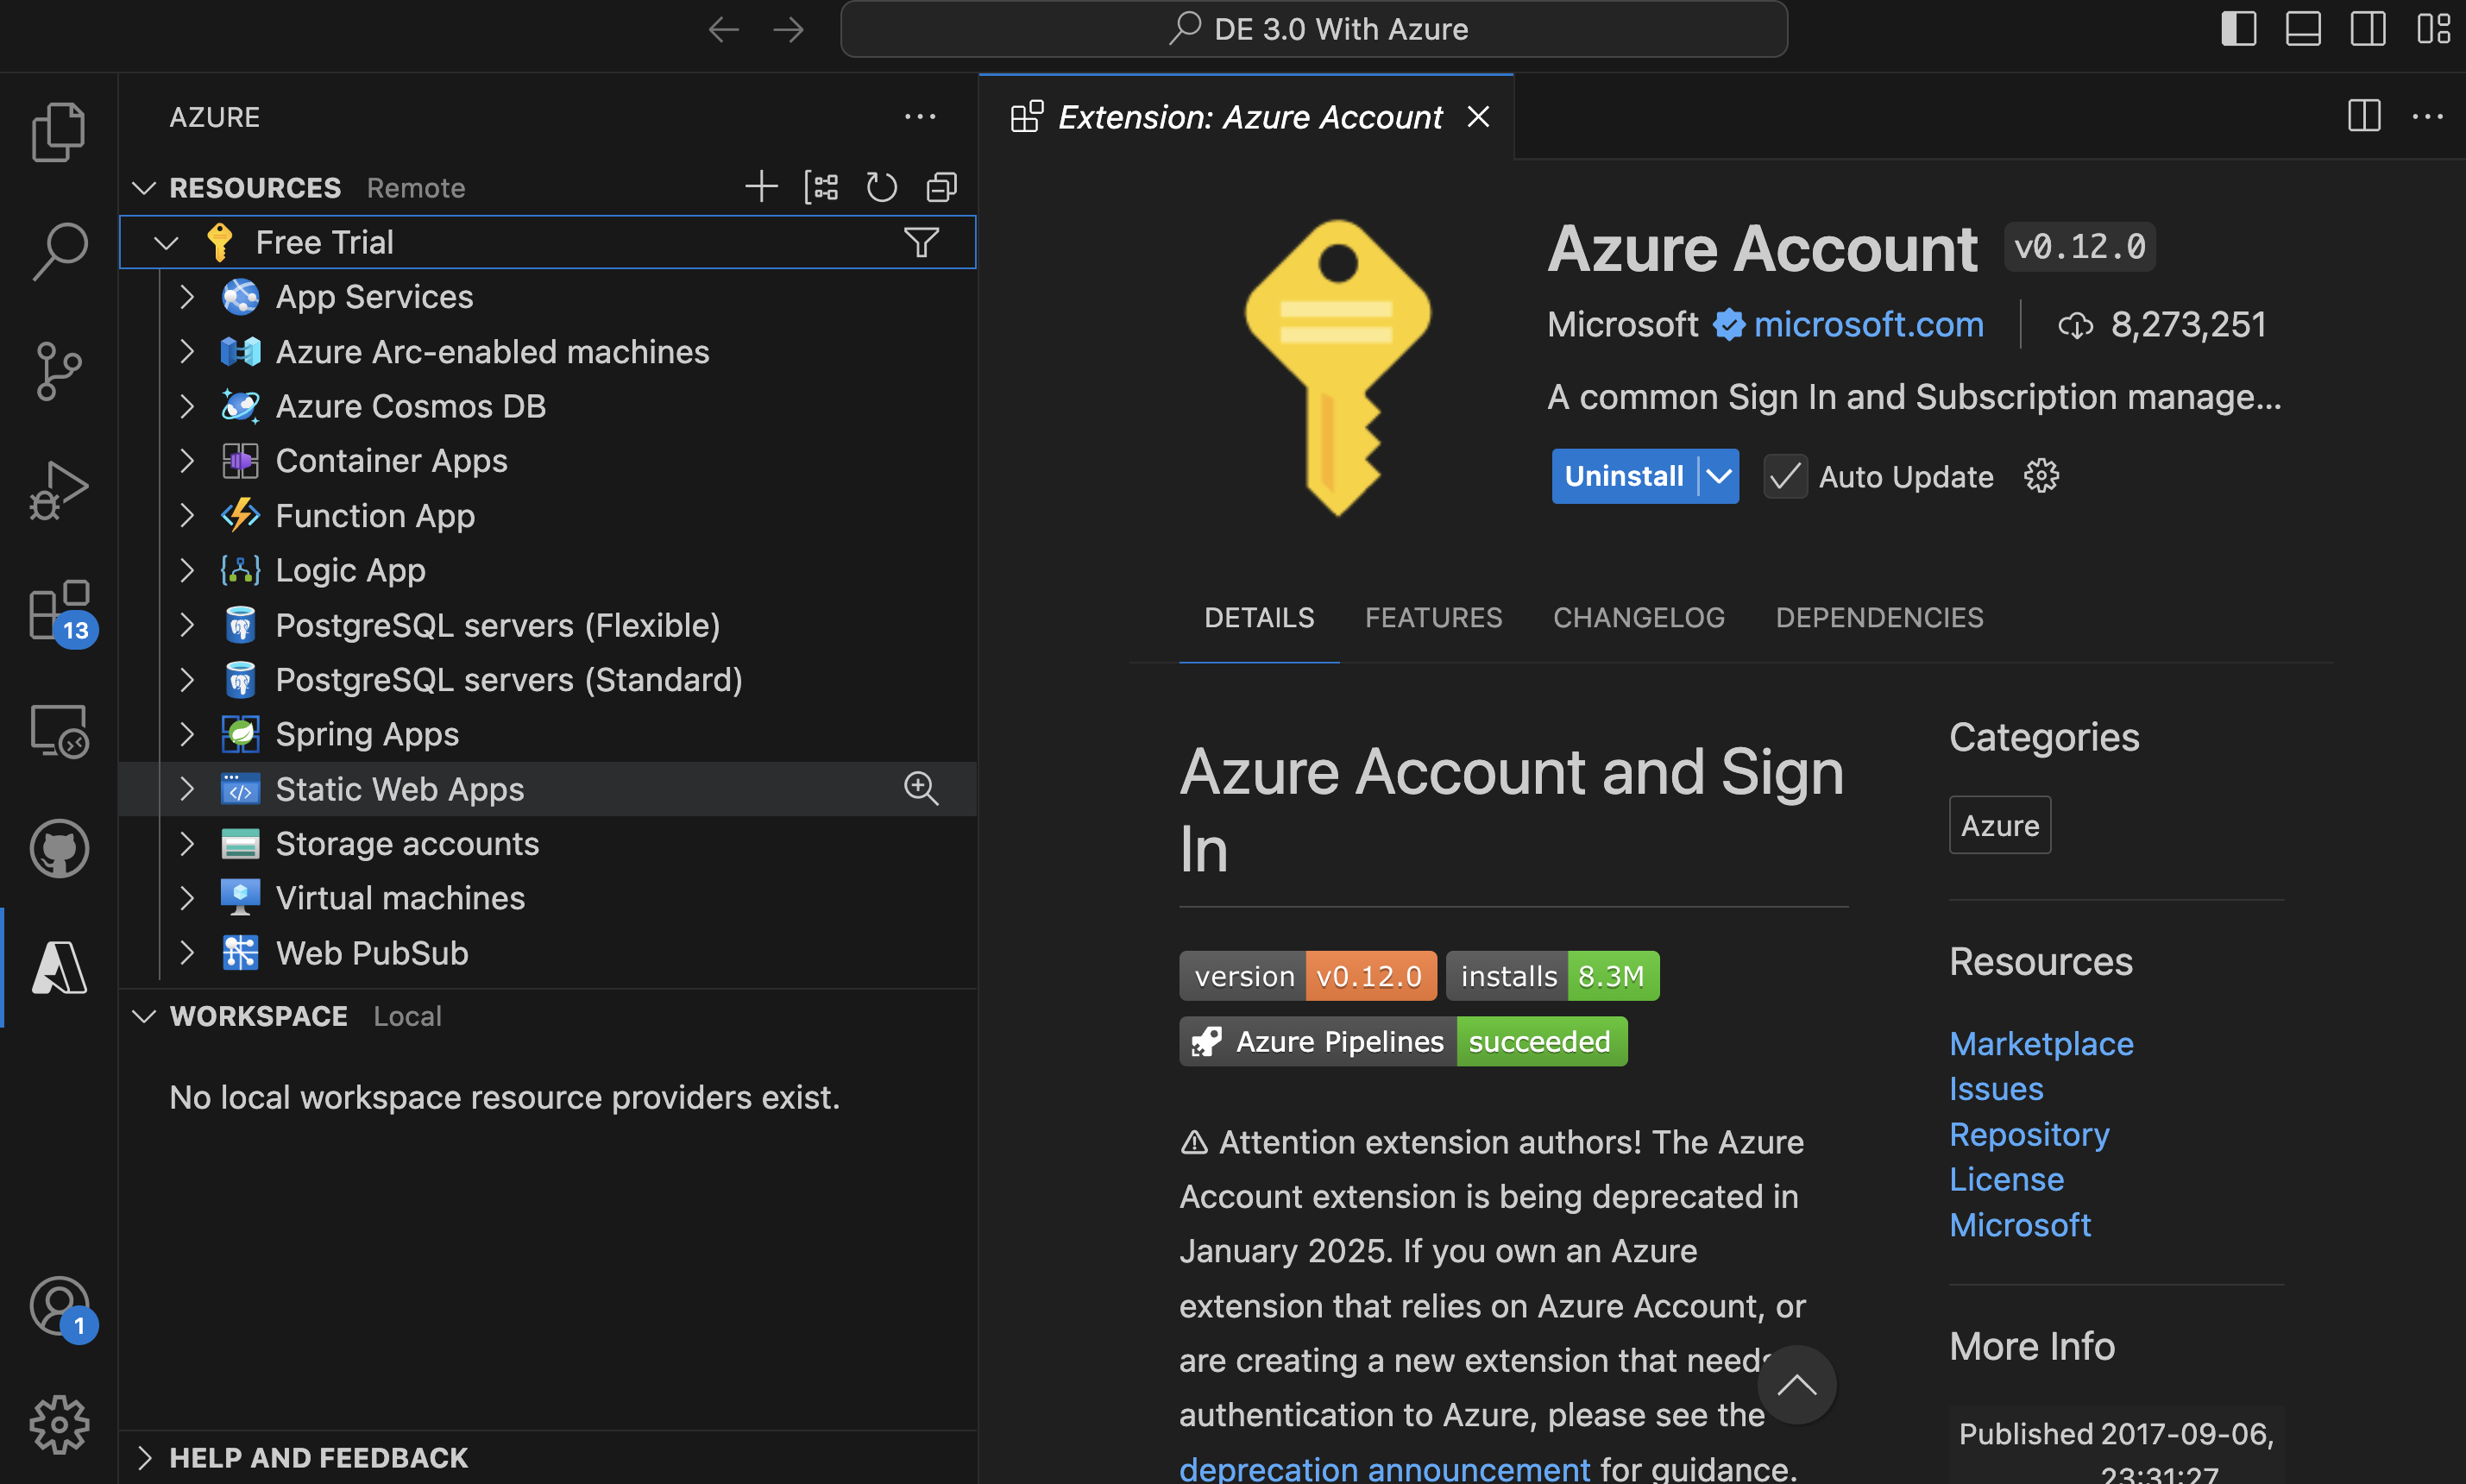 DE 3.0 With Azure
AZURE
RESOURCES Remote
Free Trial
App Services
Azure Arc-enabled machines
Azure Cosmos DB
Container Apps
Function App
Logic App
PostgreSQL servers (Flexible)
PostgreSQL servers (Standard)
Spring Apps
Static Web Apps
Storage accounts
Virtual machines
Web PubSub
WORKSPACE Local
No local workspace resource providers exist.
HELP AND FEEDBACK
13
1
Extension: Azure Account
Azure Account v0.12.0
Microsoft microsoft.com 8,273,251
A common Sign In and Subscription manage...
Uninstall Auto Update
DETAILS FEATURES CHANGELOG DEPENDENCIES
Azure Account and Sign
In
version v0.12.0 installs 8.3M
Azure Pipelines succeeded
⚠ Attention extension authors! The Azure
Account extension is being deprecated in
January 2025. If you own an Azure
extension that relies on Azure Account, or
are creating a new extension that needs
authentication to Azure, please see the
deprecation announcement for guidance.
Categories
Azure
Resources
Marketplace
Issues
Repository
License
Microsoft
More Info
Published 2017-09-06,
23:31:27